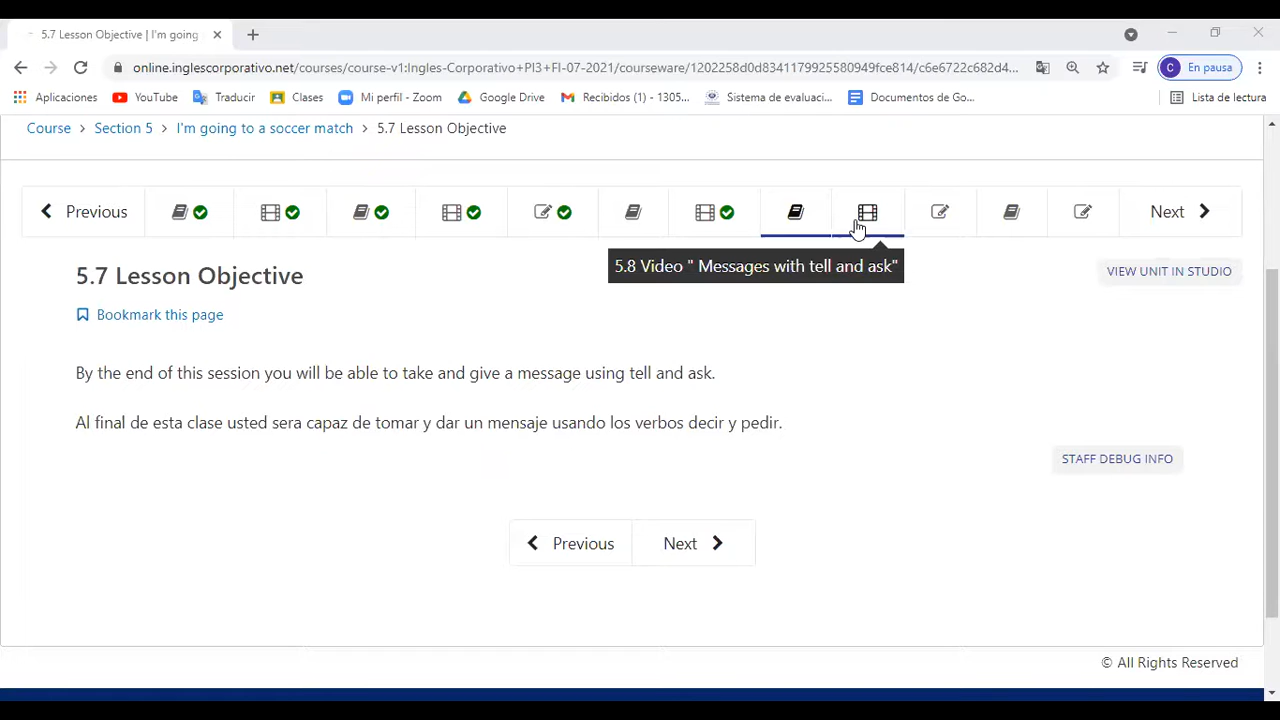 5.7 Lesson Objective | I'm going
online.inglescorporativo.net/courses/course-v1:Ingles-Corporativo+PI3+FI-07-2021/courseware/1202258d0d8341179925580949fce814/c6e6722c682d4...
En pausa
Aplicaciones YouTube Traducir Clases Mi perfil - Zoom Google Drive Recibidos (1) - 1305... Sistema de evaluaci... Documentos de Go... Lista de lectura
Course > Section 5 > I'm going to a soccer match > 5.7 Lesson Objective
Previous Next
5.8 Video " Messages with tell and ask"
5.7 Lesson Objective VIEW UNIT IN STUDIO
Bookmark this page
By the end of this session you will be able to take and give a message using tell and ask.
Al final de esta clase usted sera capaz de tomar y dar un mensaje usando los verbos decir y pedir.
STAFF DEBUG INFO
Previous Next
© All Rights Reserved